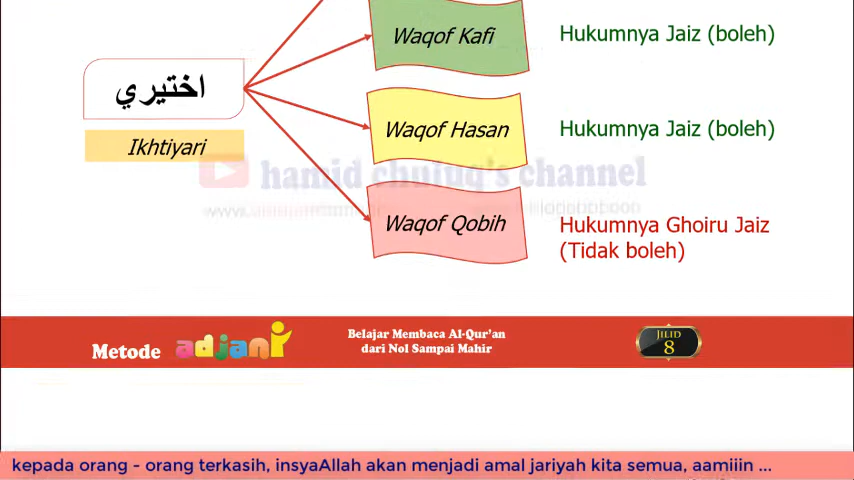 Waqof Kafi
Hukumnya Jaiz (boleh)
اختيري
Ikhtiyari
Waqof Hasan
Hukumnya Jaiz (boleh)
hamid chufuq's channel
Waqof Qobih
Hukumnya Ghoiru Jaiz
(Tidak boleh)
Metode adjani
Belajar Membaca Al-Qur'an
dari Nol Sampai Mahir
JILID
8
kepada orang - orang terkasih, insyaAllah akan menjadi amal jariyah kita semua, aamiiin ...